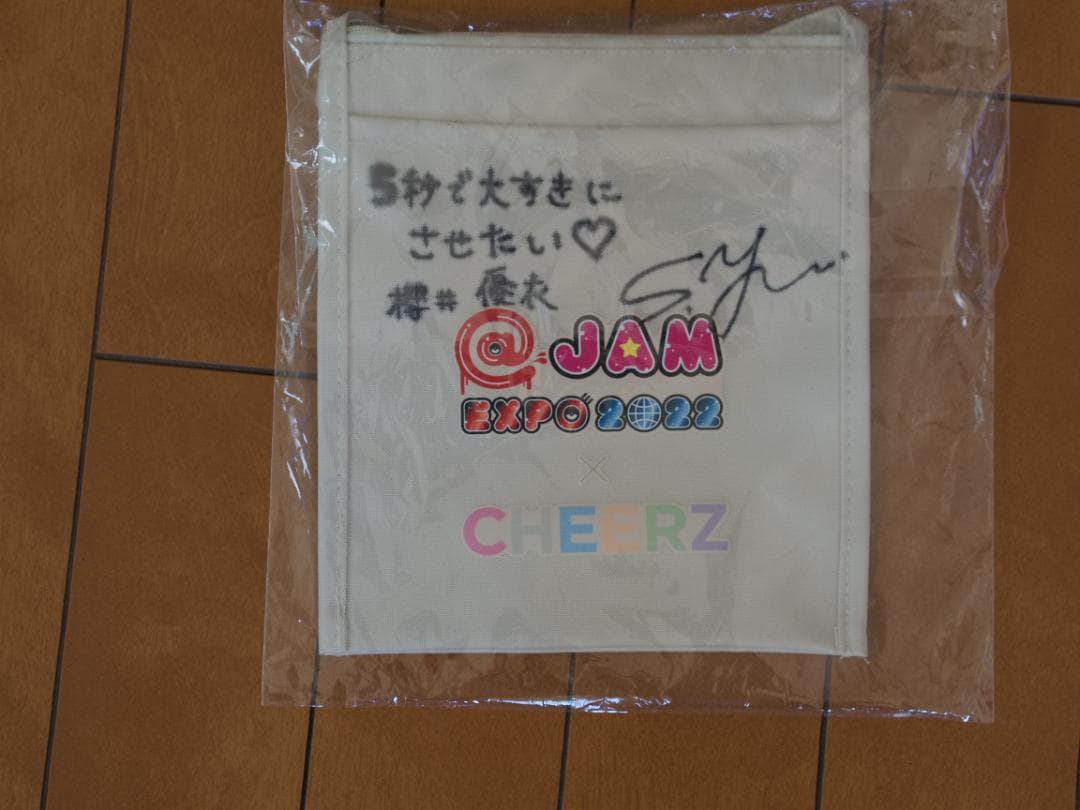 5秒で大すきに
させたい♡
櫻井 優衣
S.Yui
@JAM
EXPO 2022
×
CHEERZ